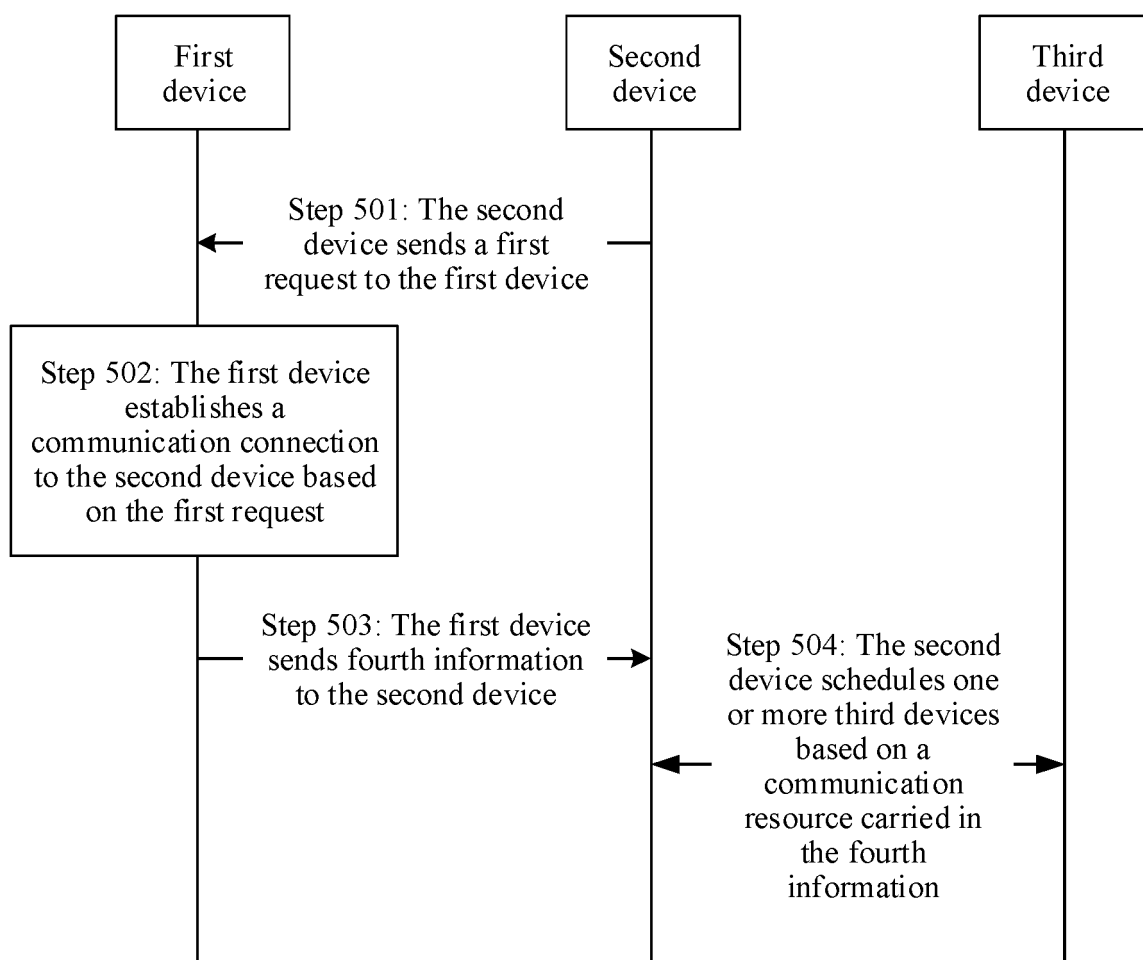 First
device
Second
device
Third
device
Step 501: The second
device sends a first
request to the first device
Step 502: The first device
establishes a
communication connection
to the second device based
on the first request
Step 503: The first device
sends fourth information
to the second device
Step 504: The second
device schedules one
or more third devices
based on a
communication
resource carried in
the fourth
information